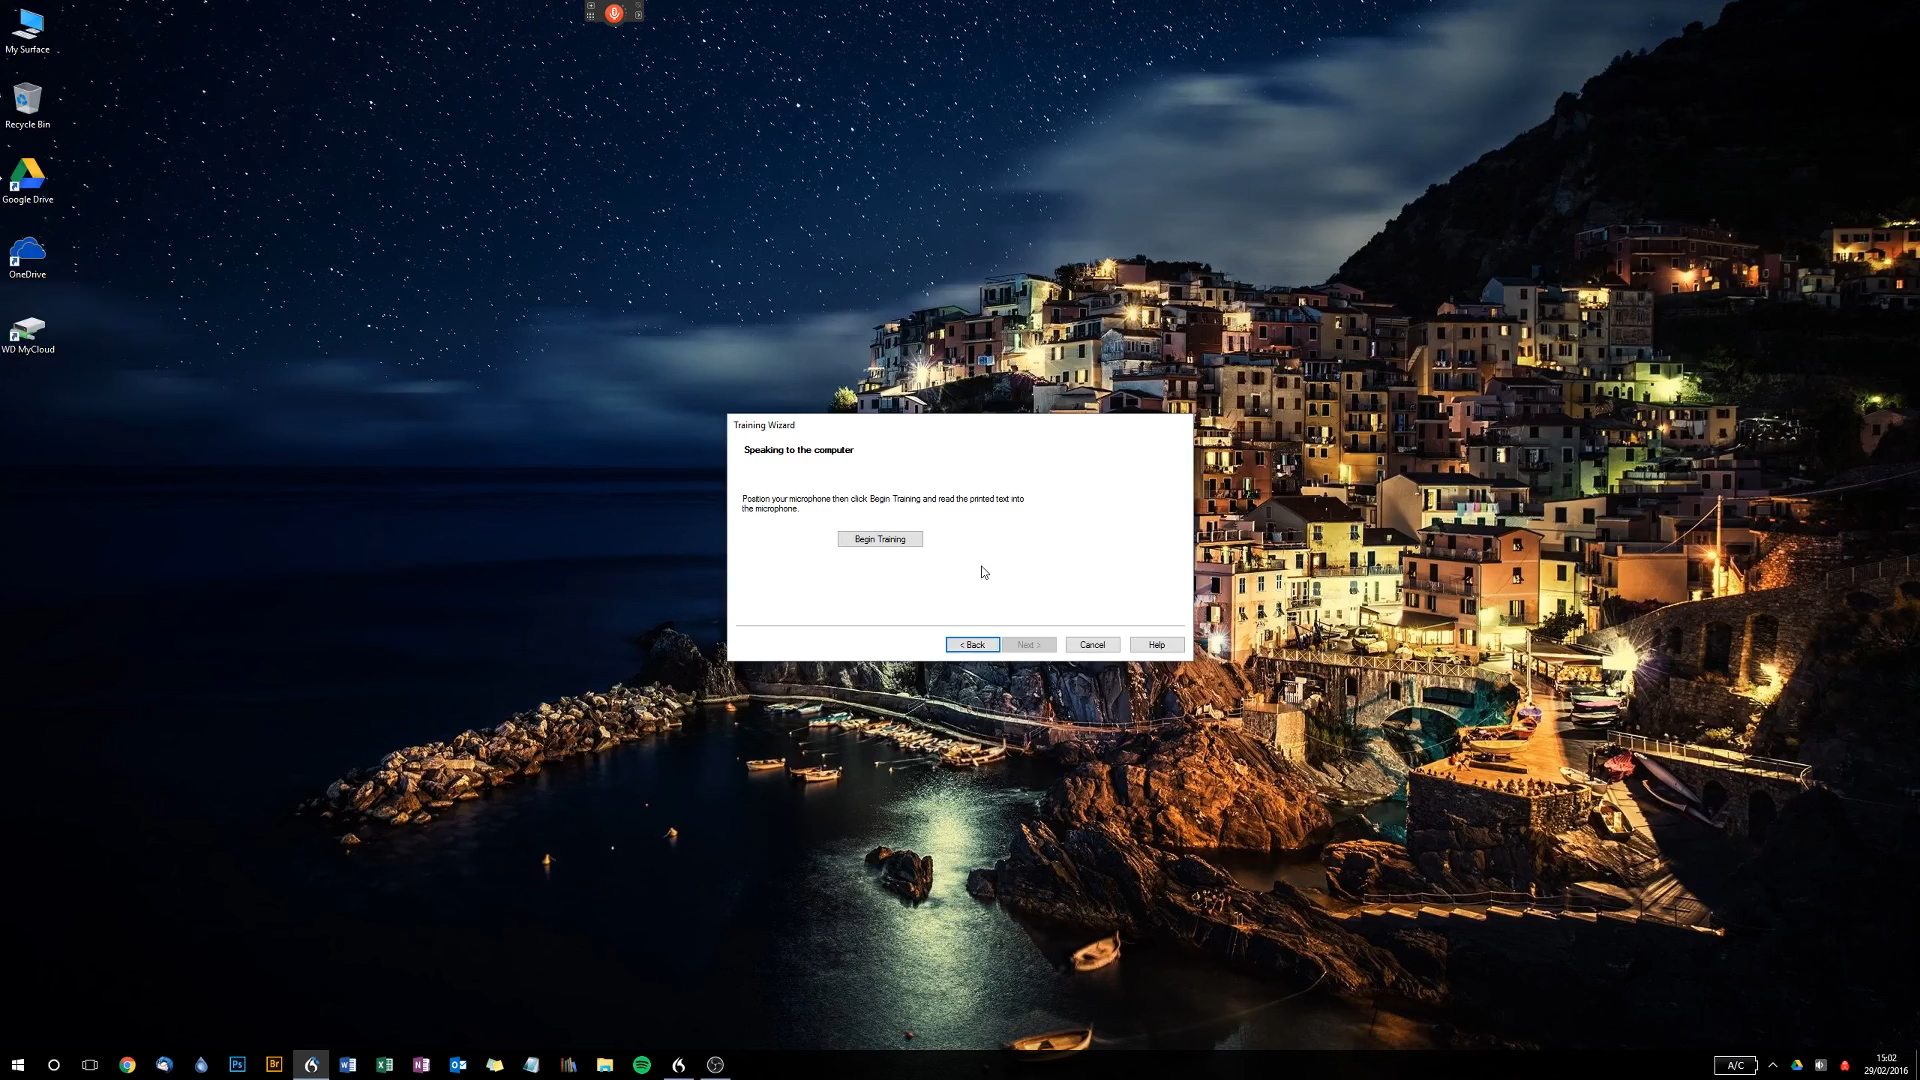 My Surface
Recycle Bin
Google Drive
OneDrive
WD MyCloud
Training Wizard
Speaking to the computer
Position your microphone then click Begin Training and read the printed text into
the microphone.
Begin Training
< Back
Next >
Cancel
Help
Ps
Br
A/C
15:02
29/02/2016